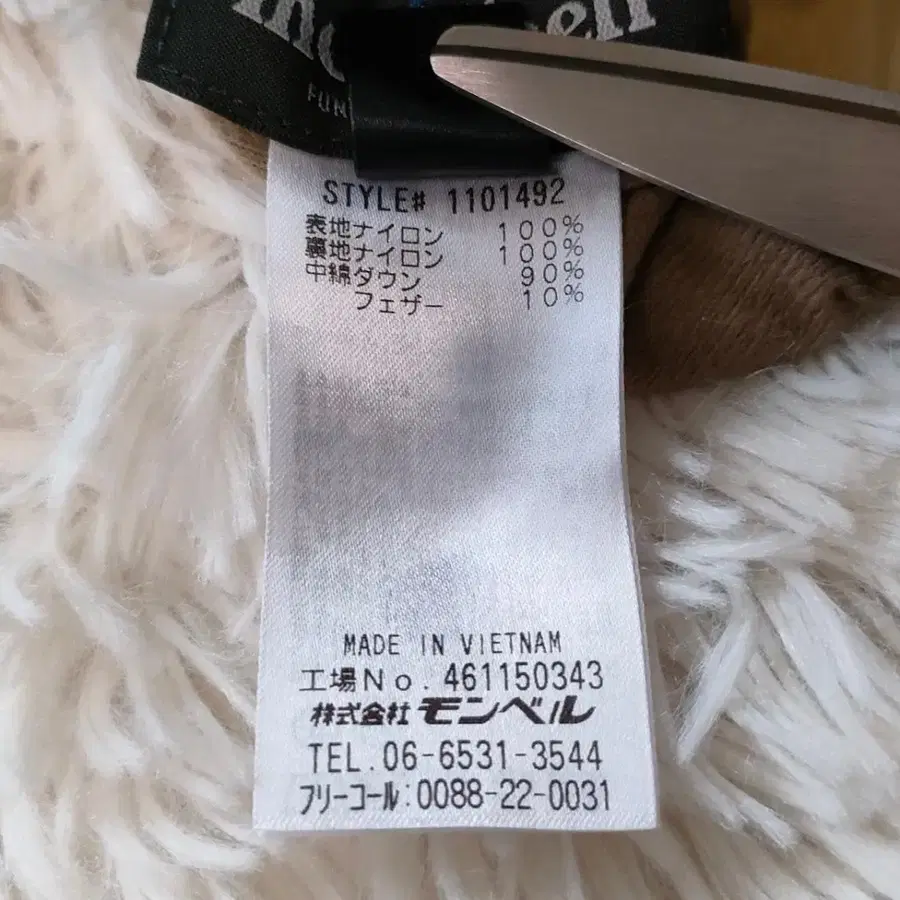 STYLE# 1101492
表地ナイロン 100%
裏地ナイロン 100%
中綿ダウン 90%
フェザー 10%
MADE IN VIETNAM
工場No. 461150343
株式会社 モンベル
TEL. 06-6531-3544
フリーコール:0088-22-0031